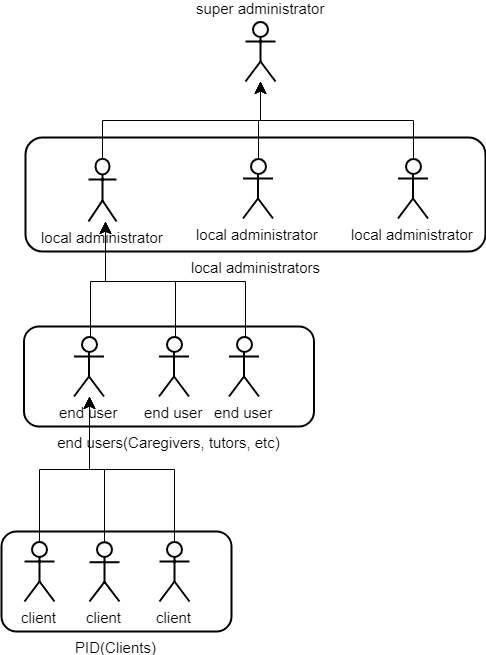 super administrator
local administrator
local administrator
local administrator
local administrators
end user
end user
end user
end users(Caregivers, tutors, etc)
client
client
client
PID(Clients)